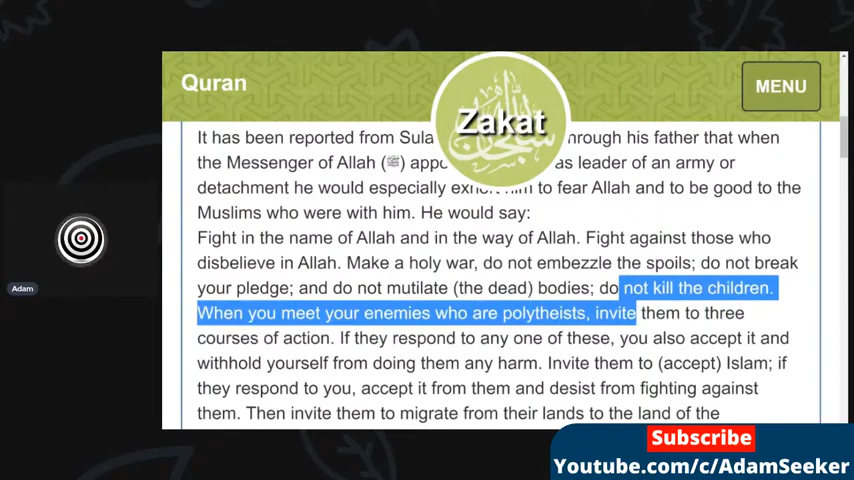 Quran
Zakat
MENU
It has been reported from Sula through his father that when
the Messenger of Allah (ﷺ) appo as leader of an army or
detachment he would especially exhort him to fear Allah and to be good to the
Muslims who were with him. He would say:
Fight in the name of Allah and in the way of Allah. Fight against those who
disbelieve in Allah. Make a holy war, do not embezzle the spoils; do not break
your pledge; and do not mutilate (the dead) bodies; do not kill the children.
When you meet your enemies who are polytheists, invite them to three
courses of action. If they respond to any one of these, you also accept it and
withhold yourself from doing them any harm. Invite them to (accept) Islam; if
they respond to you, accept it from them and desist from fighting against
them. Then invite them to migrate from their lands to the land of the
Adam
Subscribe
Youtube.com/c/AdamSeeker